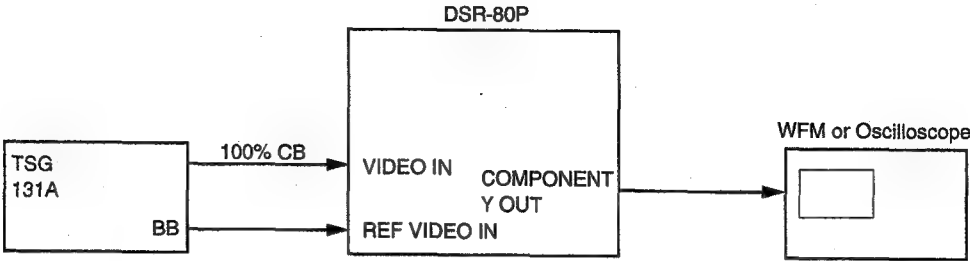 DSR-80P
WFM or Oscilloscope
TSG
131A
100% CB
VIDEO IN
COMPONENT
Y OUT
BB
REF VIDEO IN